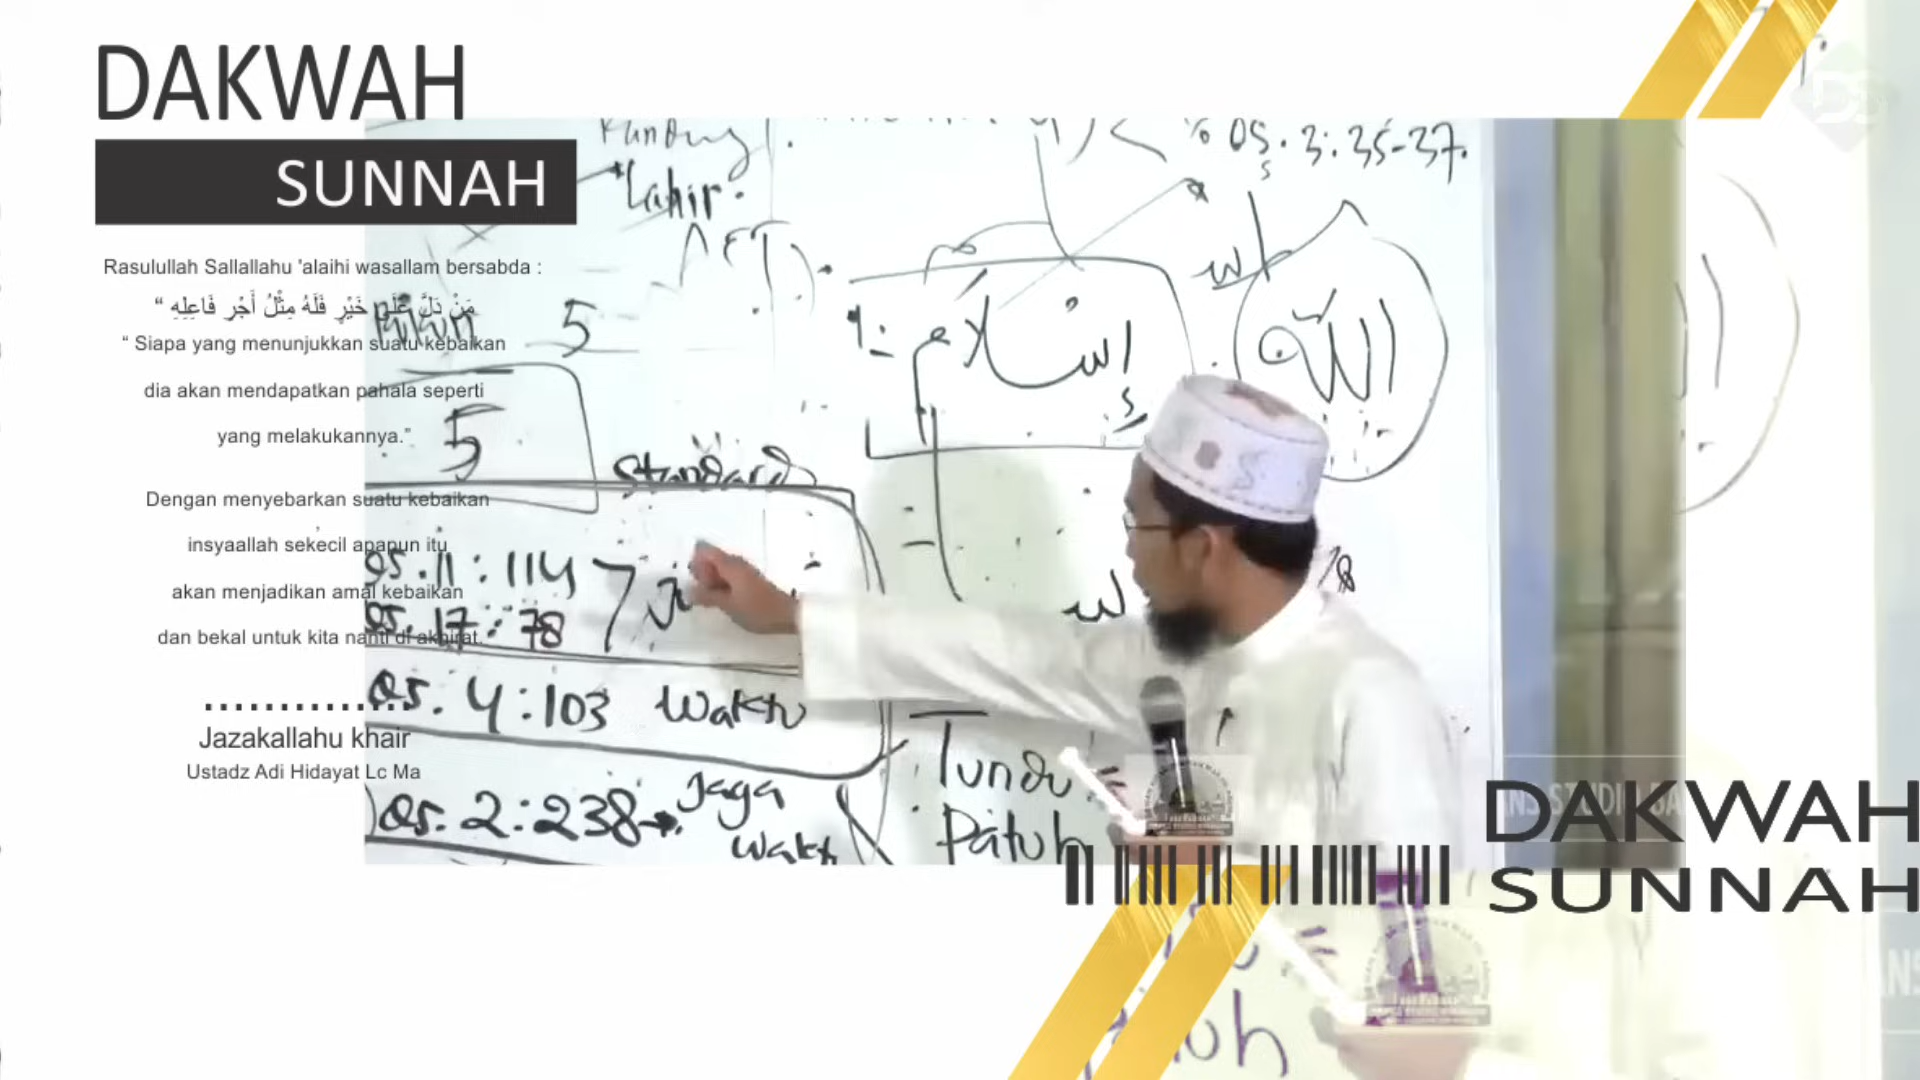 DAKWAH
SUNNAH
Rasulullah Sallallahu 'alaihi wasallam bersabda :
“ مَنْ دَلَّ عَلَى خَيْرٍ فَلَهُ مِثْلُ أَجْرِ فَاعِلِهِ
“ Siapa yang menunjukkan suatu kebaikan
dia akan mendapatkan pahala seperti
yang melakukannya.”
Dengan menyebarkan suatu kebaikan
insyaallah sekecil apapun itu
akan menjadikan amal kebaikan
dan bekal untuk kita nanti di akhirat.
Jazakallahu khair
Ustadz Adi Hidayat Lc Ma
Lahir.
5
5
Standard
QS. 11 : 114
QS. 17 : 78
QS. 4 : 103 Waktu
QS. 2 : 238 → Jaga
Waktu
QS. 3 : 35-37.
إسلام
الله
Tundu
Patuh
DAKWAH
SUNNAH